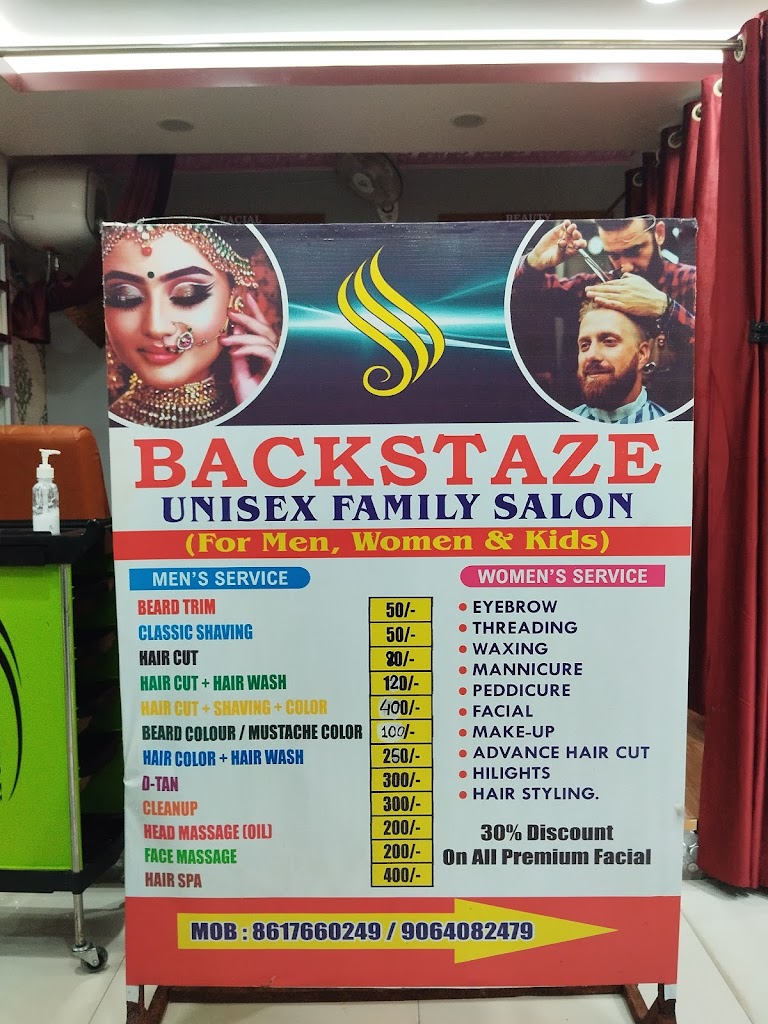 FACIAL
BEAUTY
BACKSTAZE
UNISEX FAMILY SALON
(For Men, Women & Kids)
MEN'S SERVICE
BEARD TRIM 50/-
CLASSIC SHAVING 50/-
HAIR CUT 80/-
HAIR CUT + HAIR WASH 120/-
HAIR CUT + SHAVING + COLOR 400/-
BEARD COLOUR / MUSTACHE COLOR 100/-
HAIR COLOR + HAIR WASH 250/-
D-TAN 300/-
CLEANUP 300/-
HEAD MASSAGE (OIL) 200/-
FACE MASSAGE 200/-
HAIR SPA 400/-
WOMEN'S SERVICE
• EYEBROW
• THREADING
• WAXING
• MANNICURE
• PEDDICURE
• FACIAL
• MAKE-UP
• ADVANCE HAIR CUT
• HILIGHTS
• HAIR STYLING.
30% Discount
On All Premium Facial
MOB : 8617660249 / 9064082479